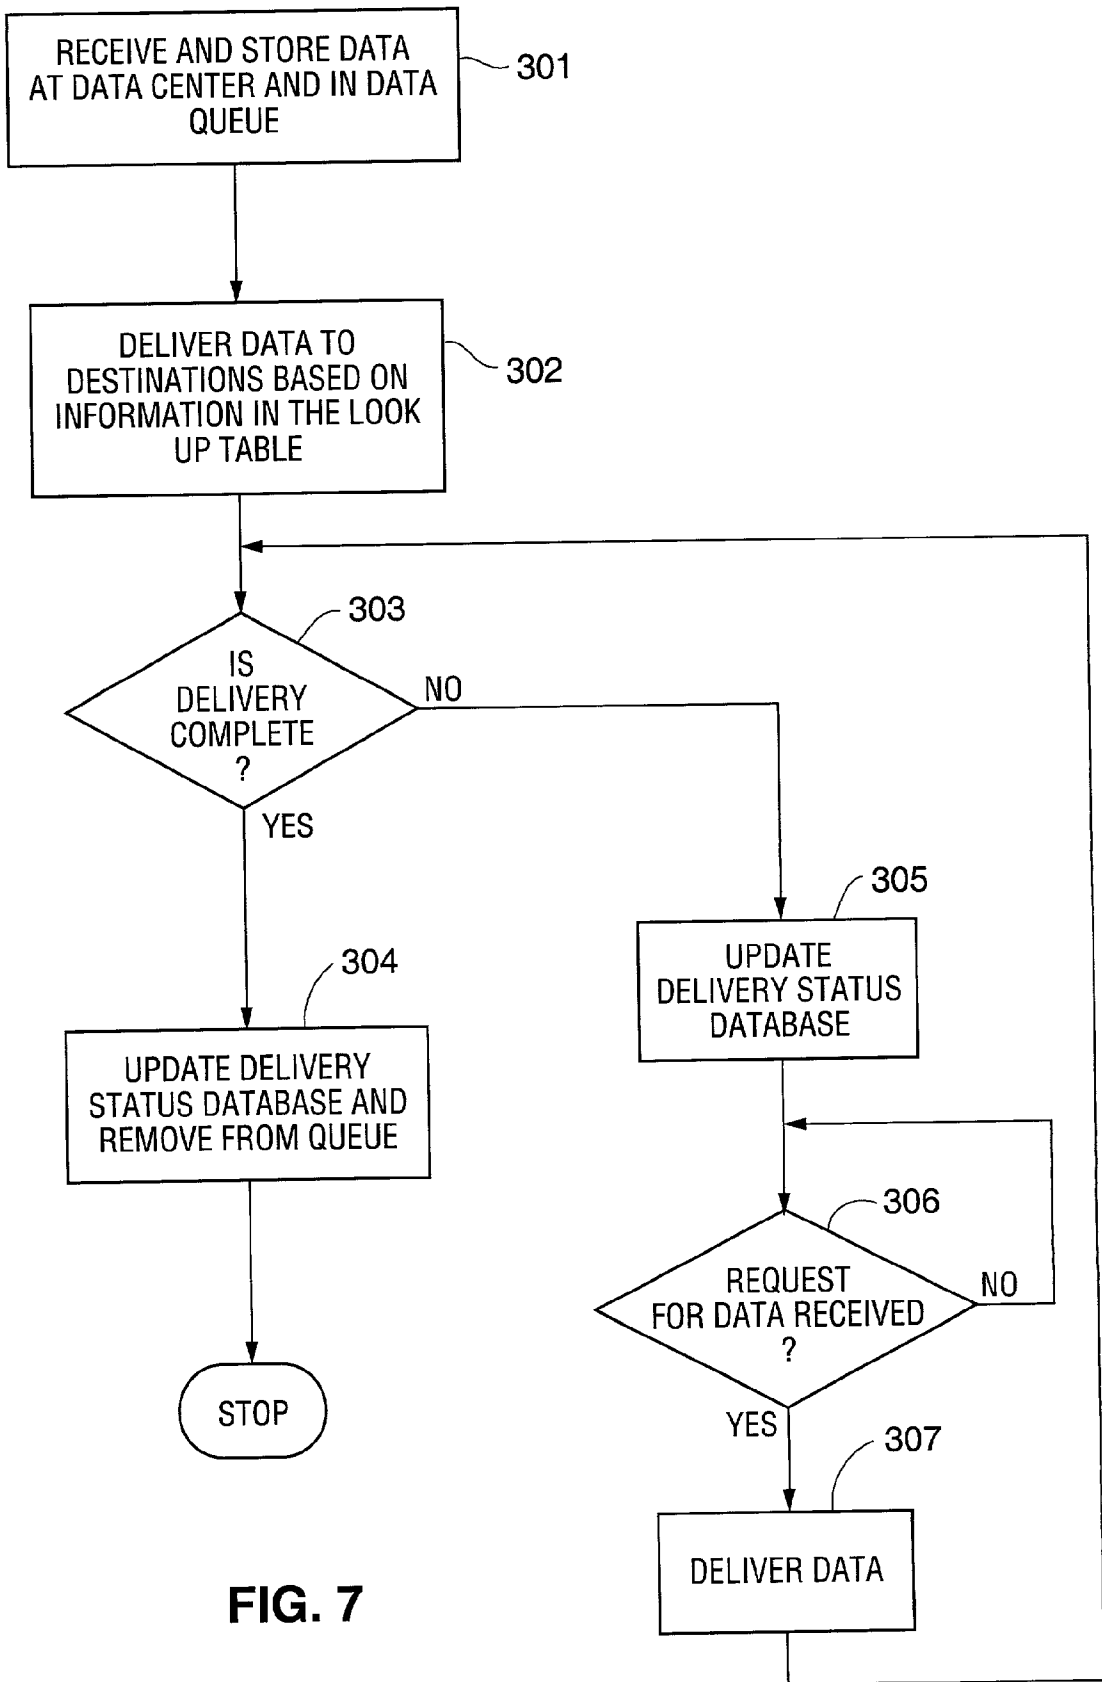 RECEIVE AND STORE DATA
AT DATA CENTER AND IN DATA
QUEUE
301
DELIVER DATA TO
DESTINATIONS BASED ON
INFORMATION IN THE LOOK
UP TABLE
302
303
IS
DELIVERY
COMPLETE
?
NO
YES
305
UPDATE
DELIVERY STATUS
DATABASE
304
UPDATE DELIVERY
STATUS DATABASE AND
REMOVE FROM QUEUE
306
REQUEST
FOR DATA RECEIVED
?
NO
YES
STOP
307
DELIVER DATA
FIG. 7